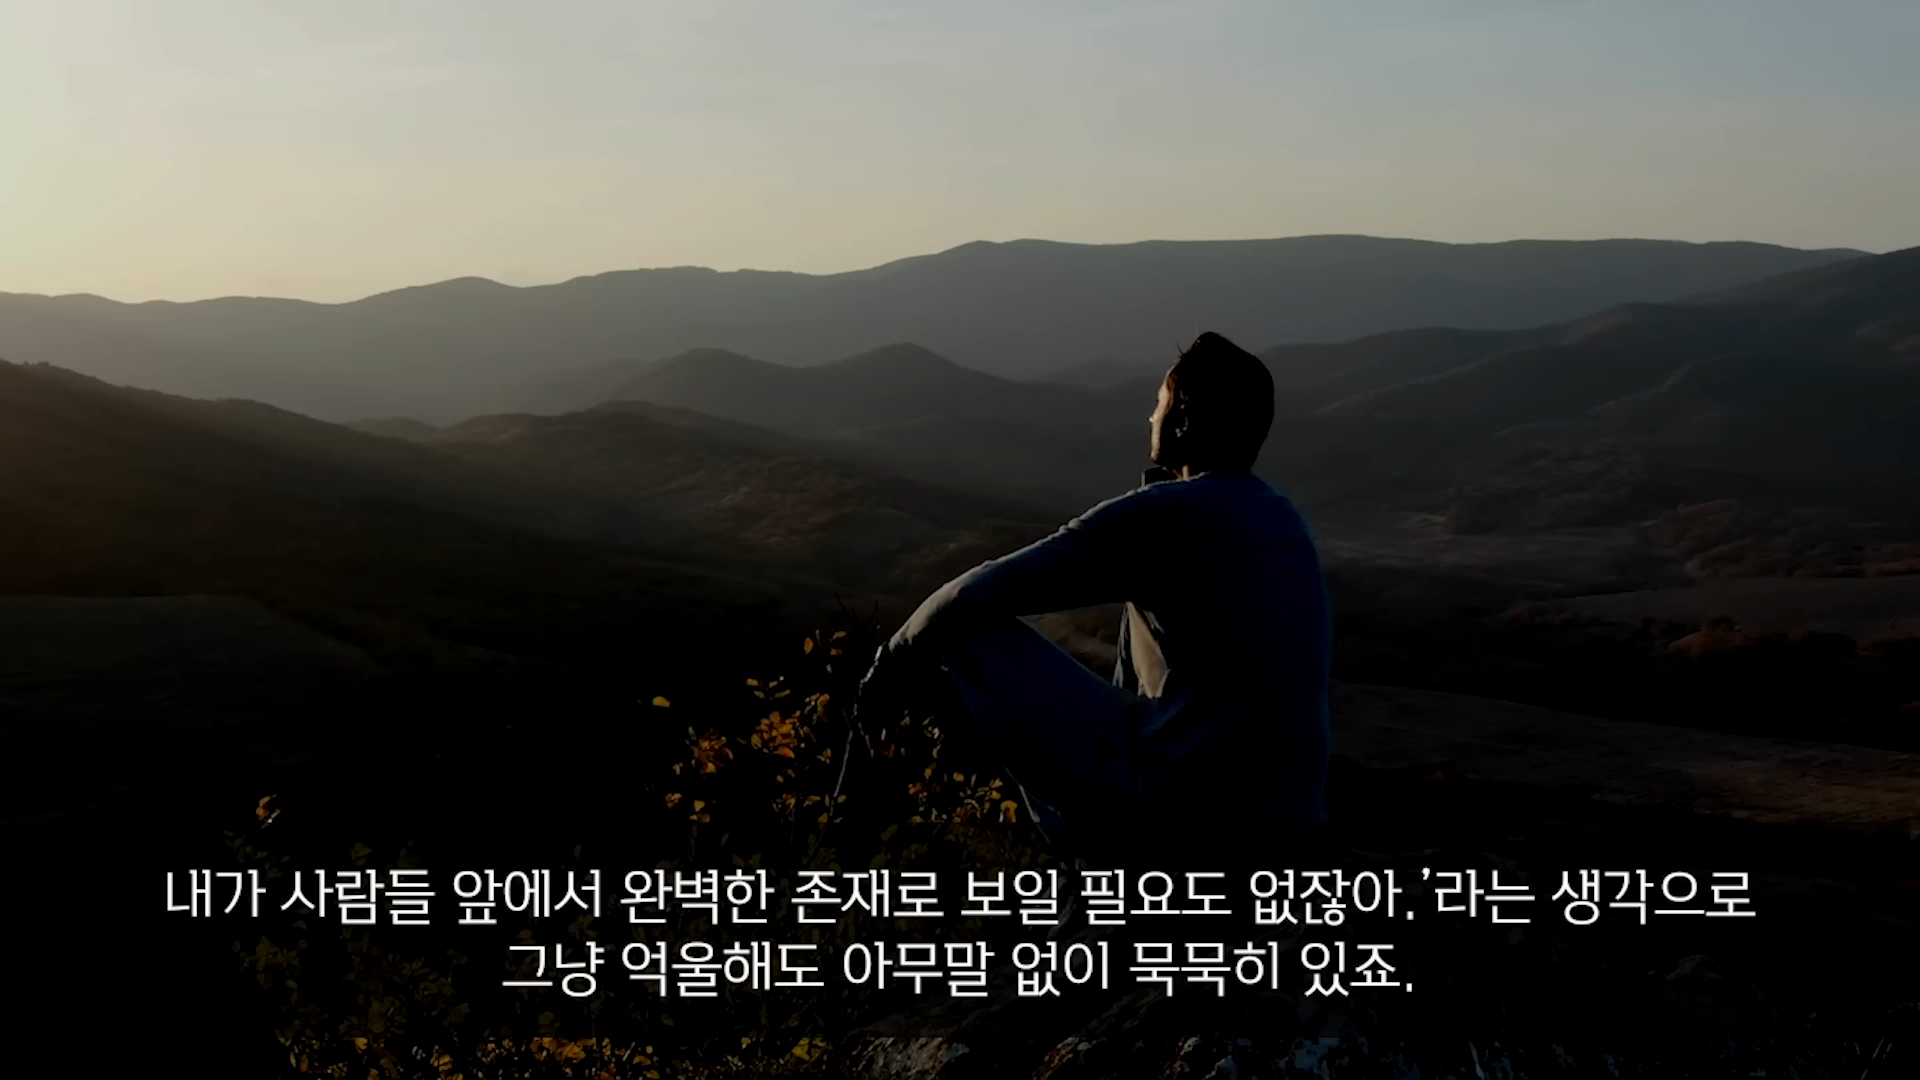 내가 사람들 앞에서 완벽한 존재로 보일 필요도 없잖아.’라는 생각으로
그냥 억울해도 아무말 없이 묵묵히 있죠.